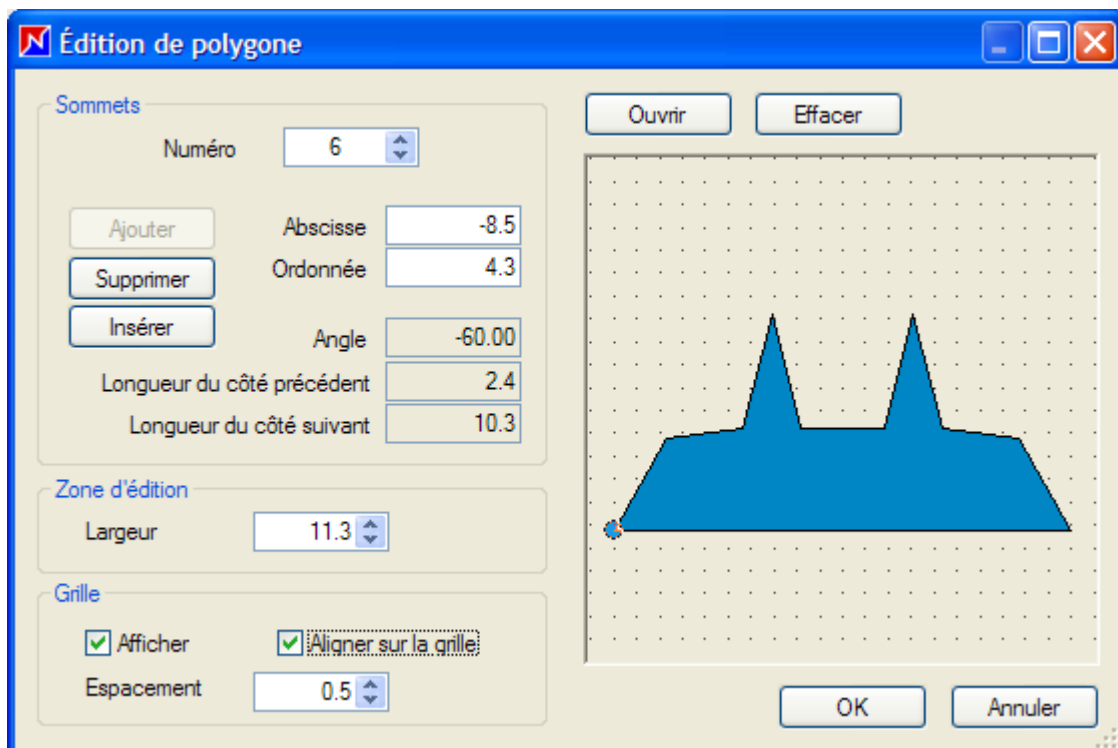 Édition de polygone
Sommets
Numéro 6
Ajouter
Supprimer
Insérer
Abscisse -8.5
Ordonnée 4.3
Angle -60.00
Longueur du côté précédent 2.4
Longueur du côté suivant 10.3
Zone d'édition
Largeur 11.3
Grille
Afficher Aligner sur la grille
Espacement 0.5
Ouvrir Effacer
OK Annuler